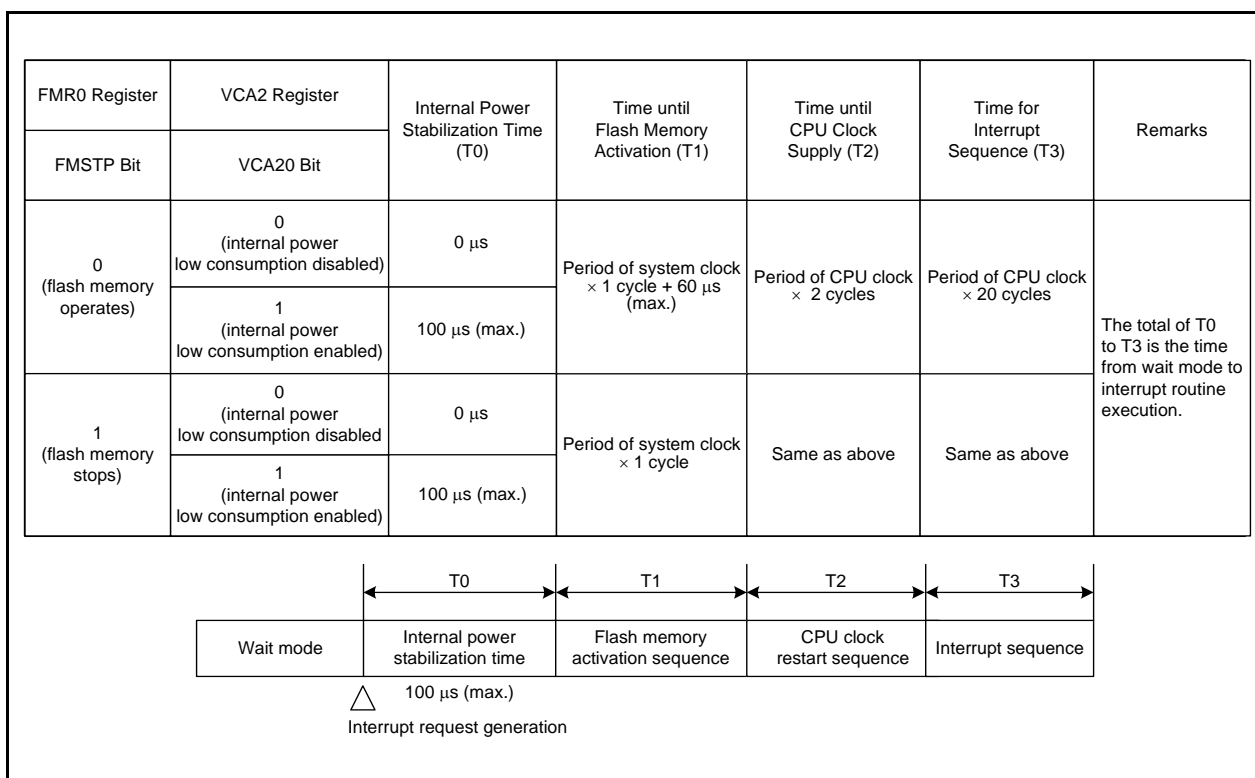 FMR0 Register
FMSTP Bit
VCA2 Register
VCA20 Bit
Internal Power
Stabilization Time
(T0)
Time until
Flash Memory
Activation (T1)
Time until
CPU Clock
Supply (T2)
Time for
Interrupt
Sequence (T3)
Remarks
0
(flash memory
operates)
0
(internal power
low consumption disabled)
0 μs
Period of system clock
× 1 cycle + 60 μs
(max.)
Period of CPU clock
× 2 cycles
Period of CPU clock
× 20 cycles
The total of T0
to T3 is the time
from wait mode to
interrupt routine
execution.
1
(internal power
low consumption enabled)
100 μs (max.)
1
(flash memory
stops)
0
(internal power
low consumption disabled
0 μs
Period of system clock
× 1 cycle
Same as above
Same as above
1
(internal power
low consumption enabled)
100 μs (max.)
T0
T1
T2
T3
Wait mode
Internal power
stabilization time
Flash memory
activation sequence
CPU clock
restart sequence
Interrupt sequence
100 μs (max.)
Interrupt request generation